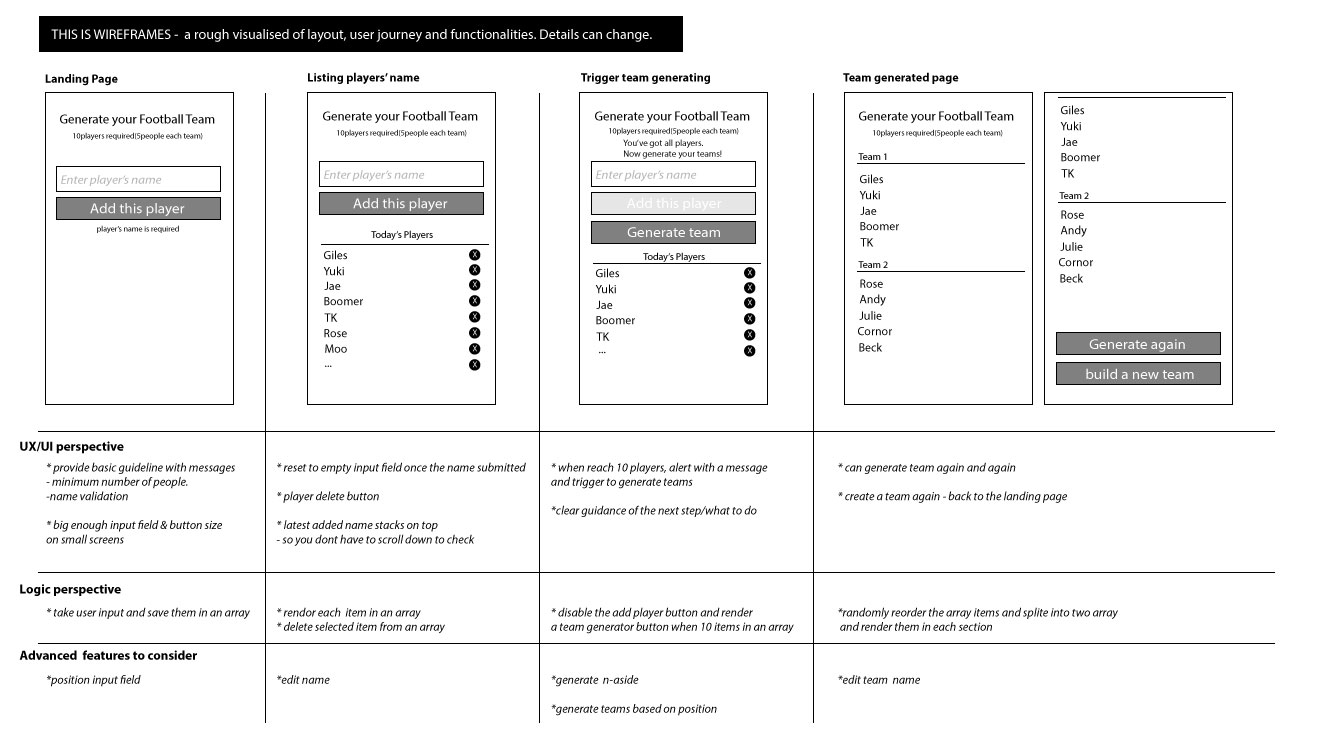 THIS IS WIREFRAMES - a rough visualised of layout, user journey and functionalities. Details can change.
Landing Page
Generate your Football Team
10players required(5people each team)
Enter player's name
Add this player
player's name is required
Listing players' name
Generate your Football Team
10players required(5people each team)
Enter player's name
Add this player
Today's Players
Giles X
Yuki X
Jae X
Boomer X
TK X
Rose X
Moo X
... X
Trigger team generating
Generate your Football Team
10players required(5people each team)
You've got all players.
Now generate your teams!
Enter player's name
Add this player
Generate team
Today's Players
Giles X
Yuki X
Jae X
Boomer X
TK X
... X
Team generated page
Generate your Football Team
10players required(5people each team)
Team 1
Giles
Yuki
Jae
Boomer
TK
Team 2
Rose
Andy
Julie
Cornor
Beck
Giles
Yuki
Jae
Boomer
TK
Team 2
Rose
Andy
Julie
Cornor
Beck
Generate again
build a new team
UX/UI perspective
* provide basic guideline with messages
- minimum number of people.
-name validation
* big enough input field & button size
on small screens
* reset to empty input field once the name submitted
* player delete button
* latest added name stacks on top
- so you dont have to scroll down to check
* when reach 10 players, alert with a message
and trigger to generate teams
*clear guidance of the next step/what to do
* can generate team again and again
* create a team again - back to the landing page
Logic perspective
* take user input and save them in an array
* rendor each item in an array
* delete selected item from an array
* disable the add player button and render
a team generator button when 10 items in an array
*randomly reorder the array items and splite into two array
and render them in each section
Advanced features to consider
*position input field
*edit name
*generate n-aside
*generate teams based on position
*edit team name